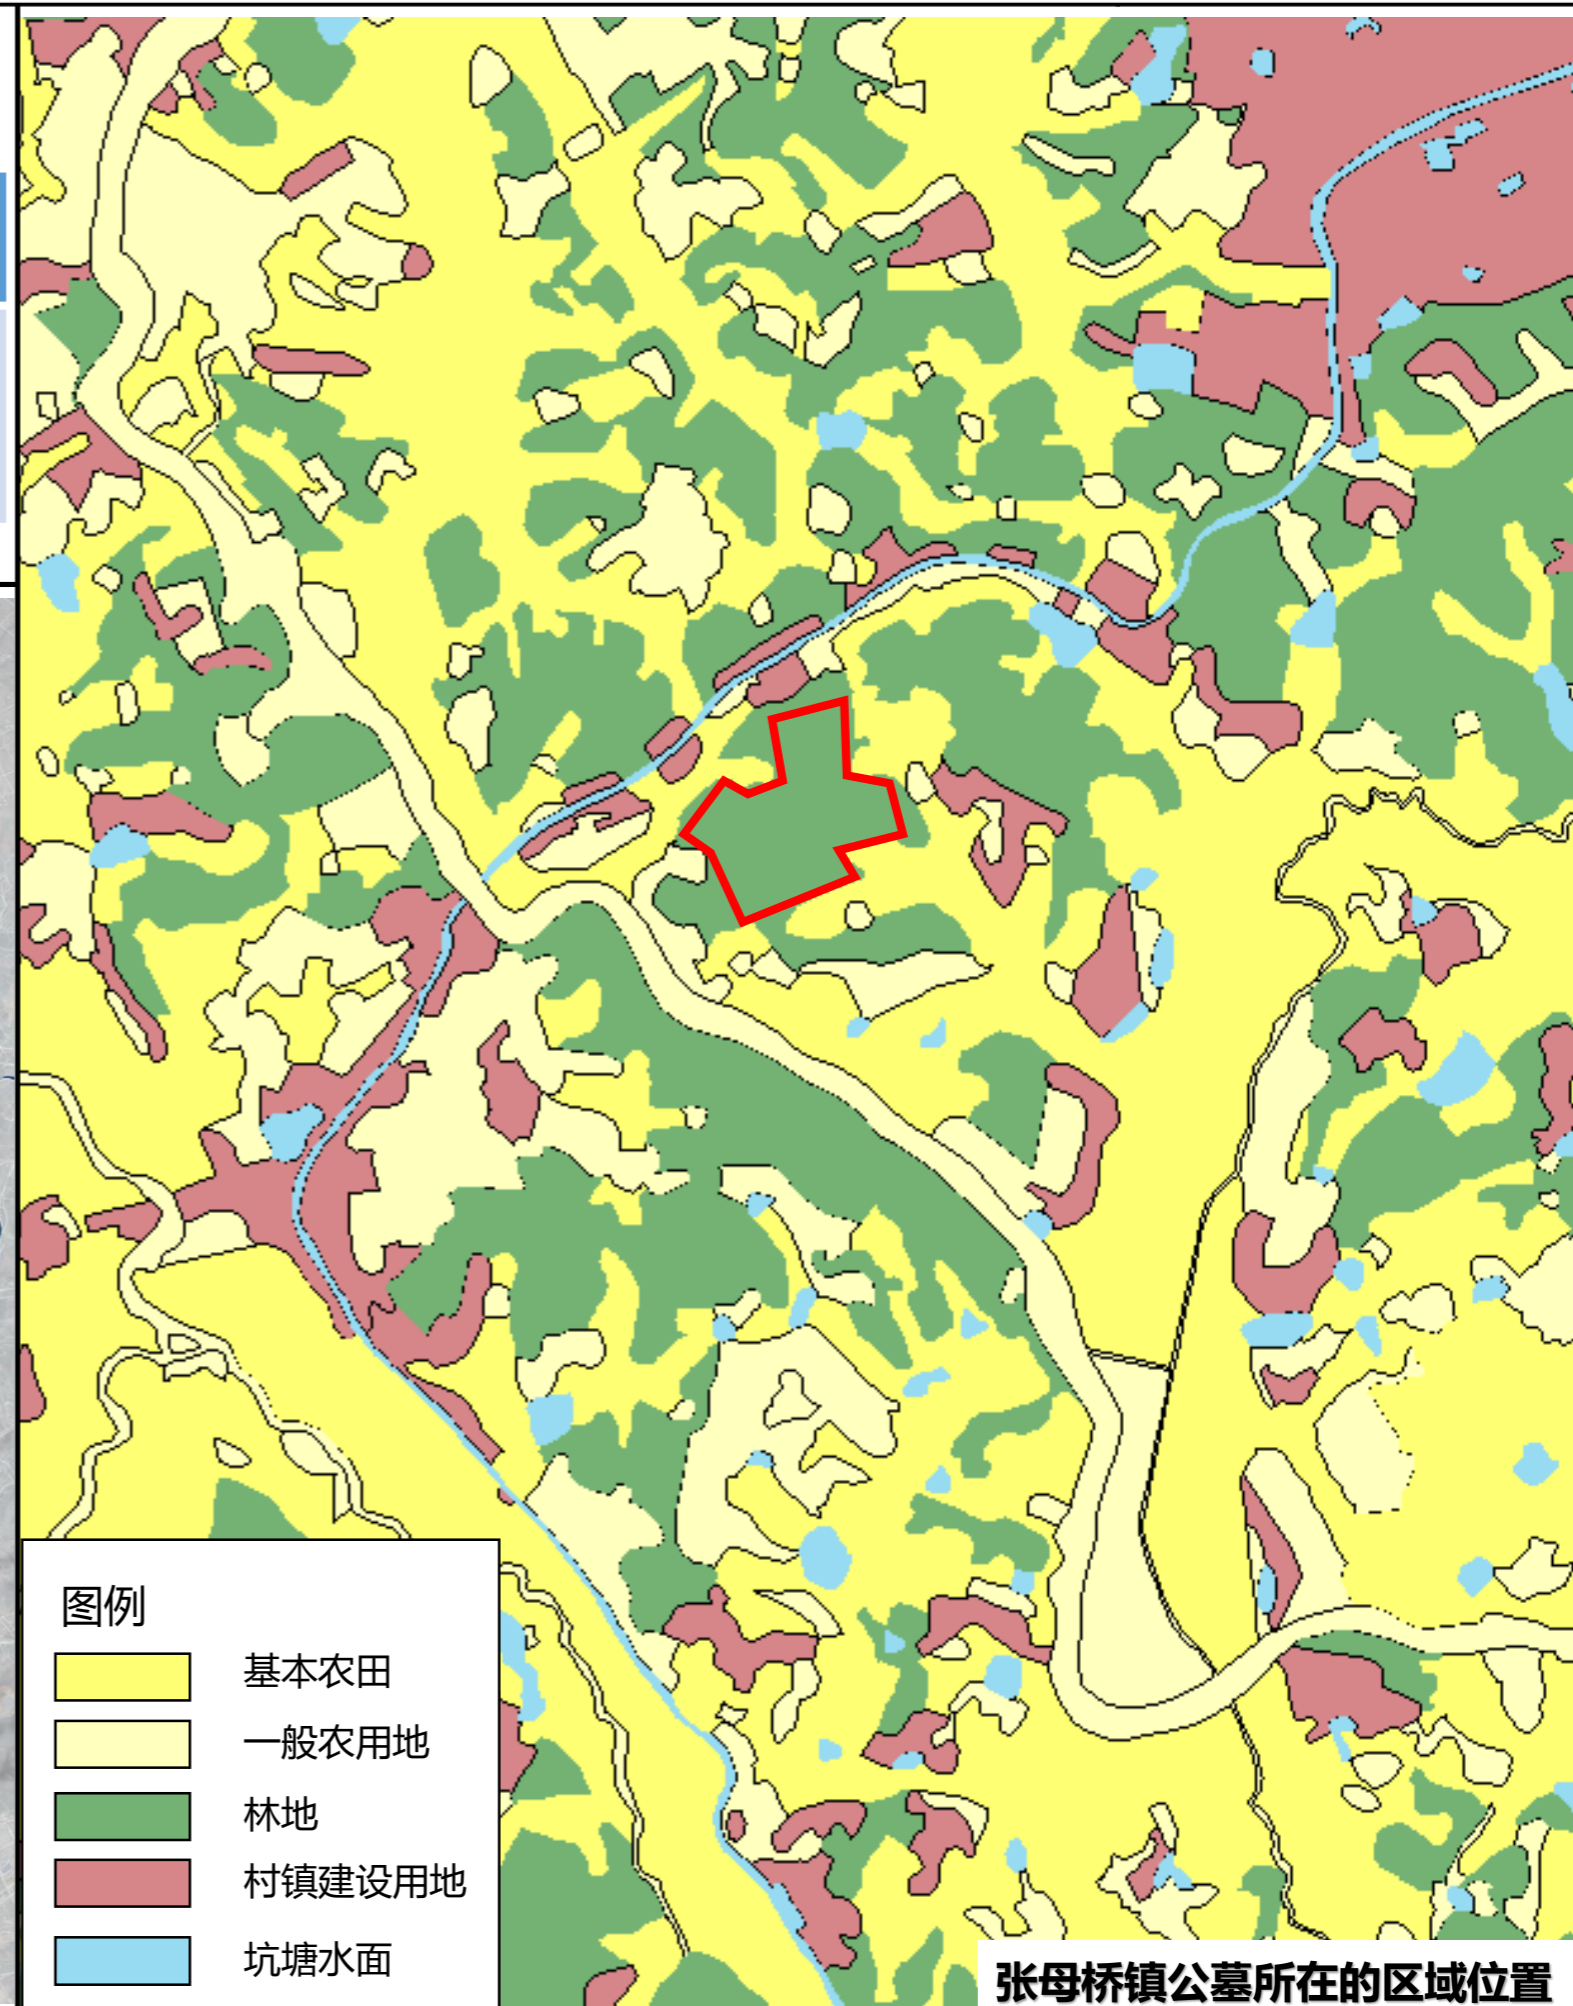 图例
基本农田
一般农用地
林地
村镇建设用地
坑塘水面
张母桥镇公墓所在的区域位置